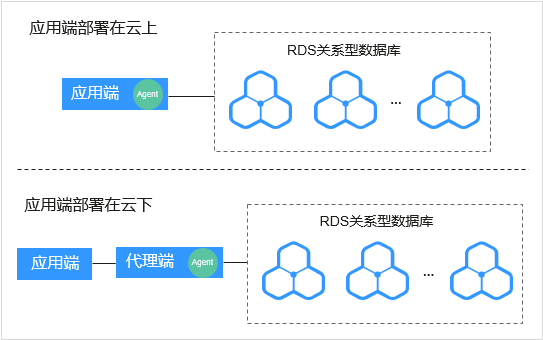 应用端部署在云上
RDS关系型数据库
应用端 Agent
...
应用端部署在云下
RDS关系型数据库
应用端 代理端 Agent
...